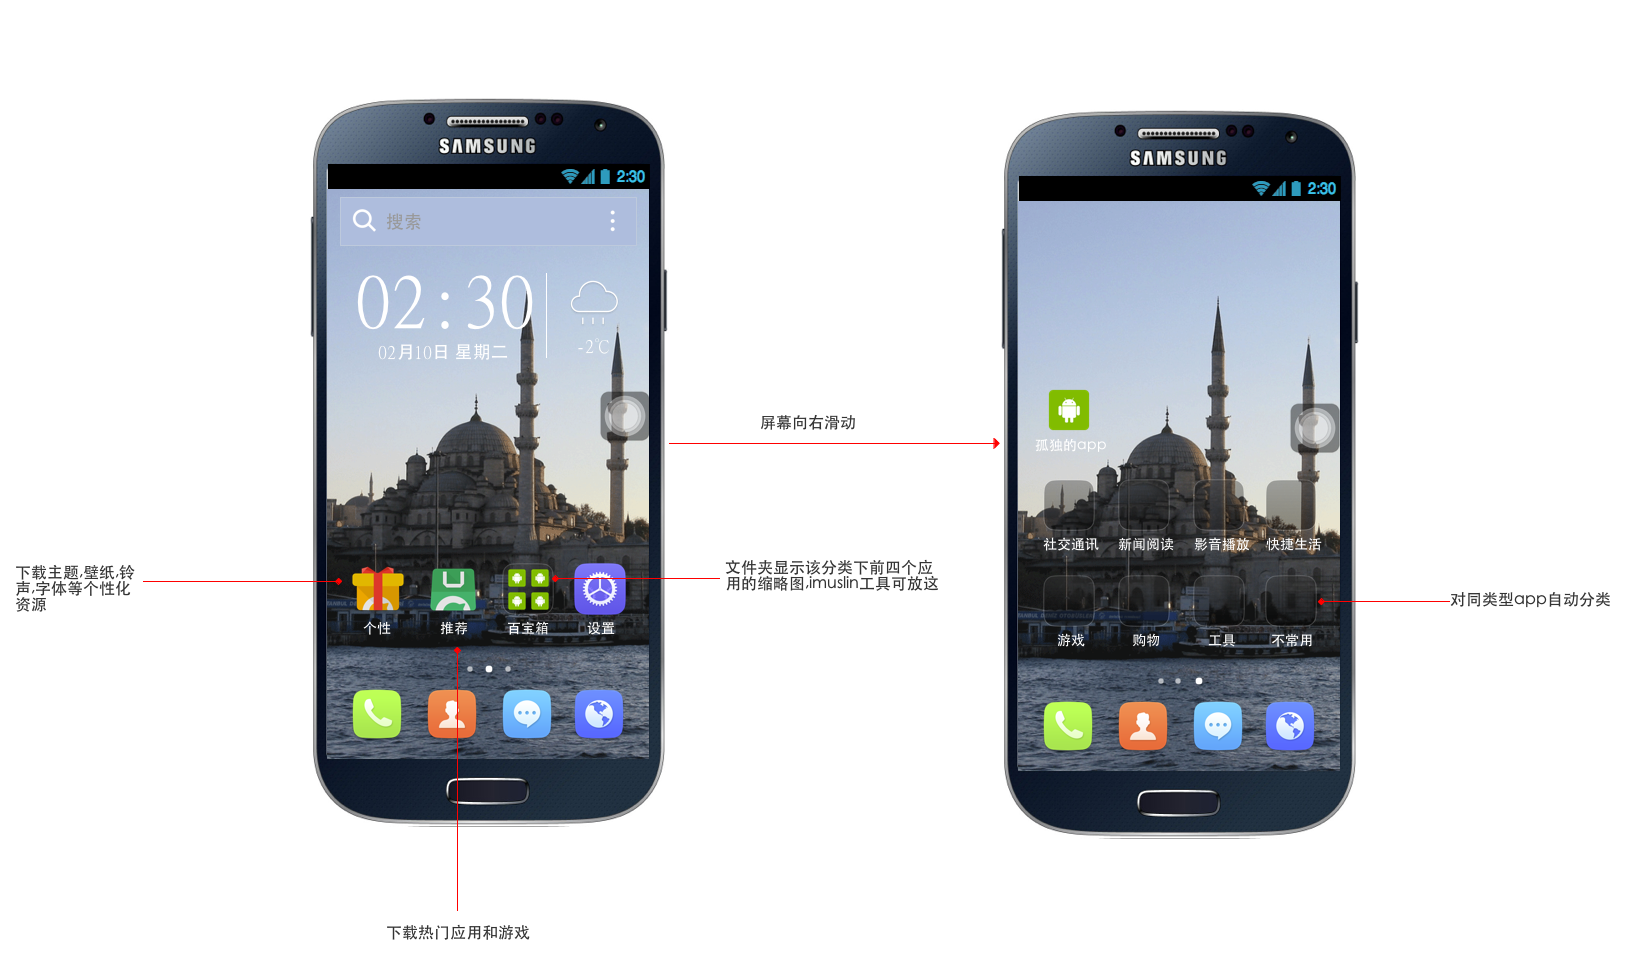 SAMSUNG
2:30
搜索
02:30
02月10日 星期二
-2℃
个性
推荐
百宝箱
设置
下载主题,壁纸,铃
声,字体等个性化
资源
下载热门应用和游戏
屏幕向右滑动
文件夹显示该分类下前四个应
用的缩略图,imuslin工具可放这
SAMSUNG
2:30
孤独的app
社交通讯
新闻阅读
影音播放
快捷生活
游戏
购物
工具
不常用
对同类型app自动分类